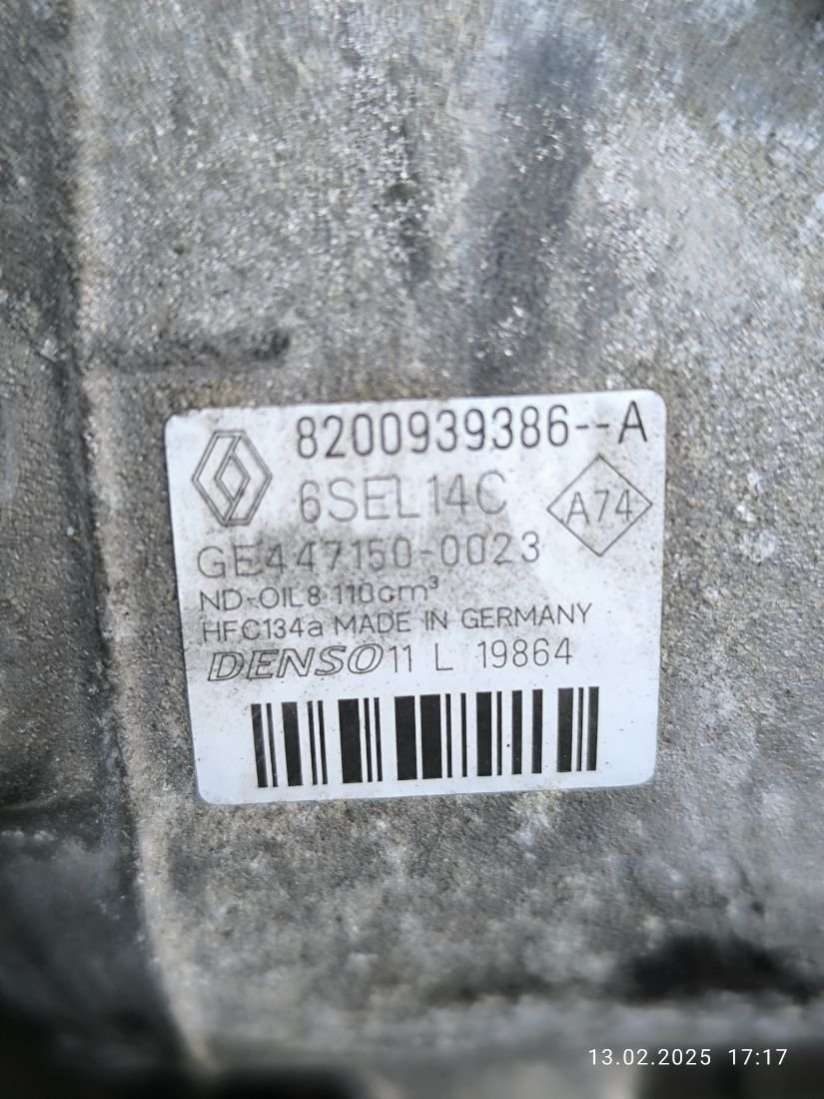 8200939386--A
6SEL14C
A74
GE447150-0023
ND-OIL8 110cm³
HFC134a MADE IN GERMANY
DENSO 11 L 19864
13.02.2025 17:17